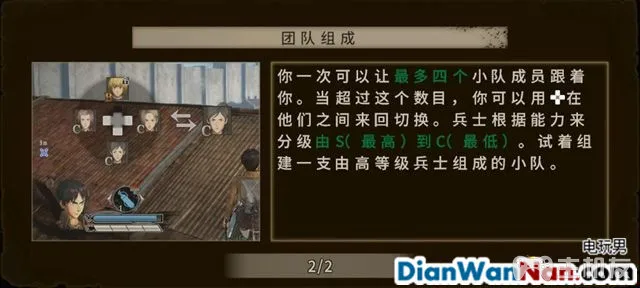 团队组成
你一次可以让最多四个小队成员跟着
你。当超过这个数目，你可以用✚在
他们之间来回切换。兵士根据能力来
分级由S(最高)到C(最低)。试着组
建一支由高等级兵士组成的小队。
C
C
C
C
2/2
电玩男
DianWanNan.com